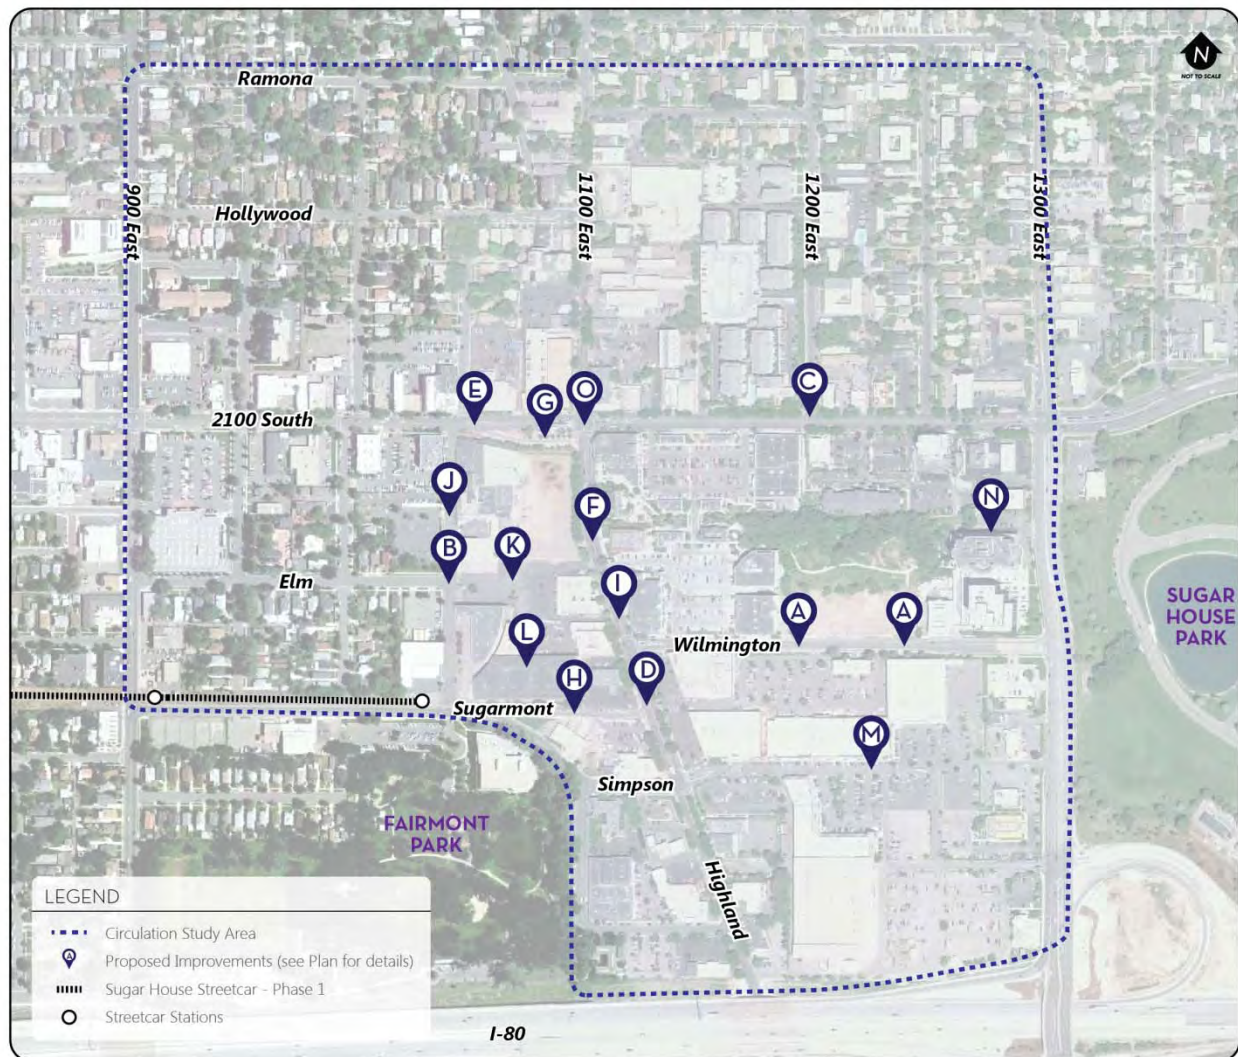 N
NOT TO SCALE
Ramona
900 East
Hollywood
1100 East
1200 East
1300 East
2100 South
E
G
O
C
J
F
N
B
K
Elm
I
A
A
SUGAR
HOUSE
PARK
L
Wilmington
H
D
Sugarmont
M
Simpson
FAIRMONT
PARK
Highland
LEGEND
Circulation Study Area
A
Proposed Improvements (see Plan for details)
Sugar House Streetcar - Phase 1
Streetcar Stations
I-80